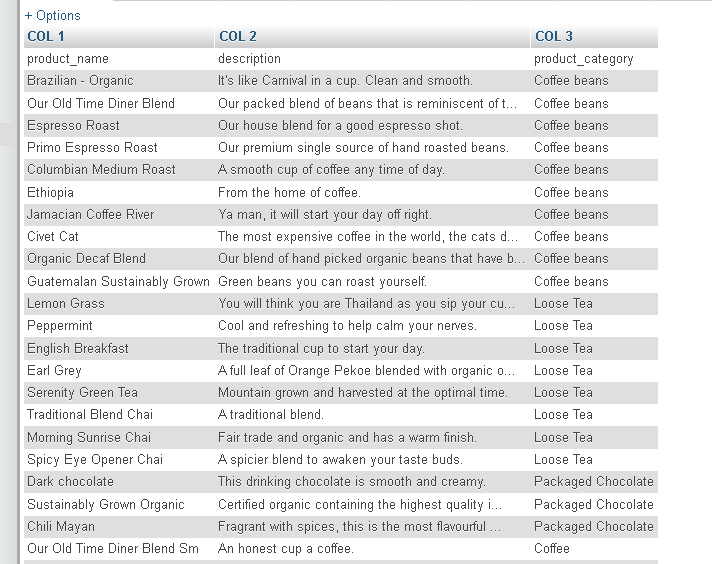 + Options
COL 1 COL 2 COL 3
product_name description product_category
Brazilian - Organic It's like Carnival in a cup. Clean and smooth. Coffee beans
Our Old Time Diner Blend Our packed blend of beans that is reminiscent of t... Coffee beans
Espresso Roast Our house blend for a good espresso shot. Coffee beans
Primo Espresso Roast Our premium single source of hand roasted beans. Coffee beans
Columbian Medium Roast A smooth cup of coffee any time of day. Coffee beans
Ethiopia From the home of coffee. Coffee beans
Jamacian Coffee River Ya man, it will start your day off right. Coffee beans
Civet Cat The most expensive coffee in the world, the cats d... Coffee beans
Organic Decaf Blend Our blend of hand picked organic beans that have b... Coffee beans
Guatemalan Sustainably Grown Green beans you can roast yourself. Coffee beans
Lemon Grass You will think you are Thailand as you sip your cu... Loose Tea
Peppermint Cool and refreshing to help calm your nerves. Loose Tea
English Breakfast The traditional cup to start your day. Loose Tea
Earl Grey A full leaf of Orange Pekoe blended with organic o... Loose Tea
Serenity Green Tea Mountain grown and harvested at the optimal time. Loose Tea
Traditional Blend Chai A traditional blend. Loose Tea
Morning Sunrise Chai Fair trade and organic and has a warm finish. Loose Tea
Spicy Eye Opener Chai A spicier blend to awaken your taste buds. Loose Tea
Dark chocolate This drinking chocolate is smooth and creamy. Packaged Chocolate
Sustainably Grown Organic Certified organic containing the highest quality i... Packaged Chocolate
Chili Mayan Fragrant with spices, this is the most flavourful ... Packaged Chocolate
Our Old Time Diner Blend Sm An honest cup a coffee. Coffee